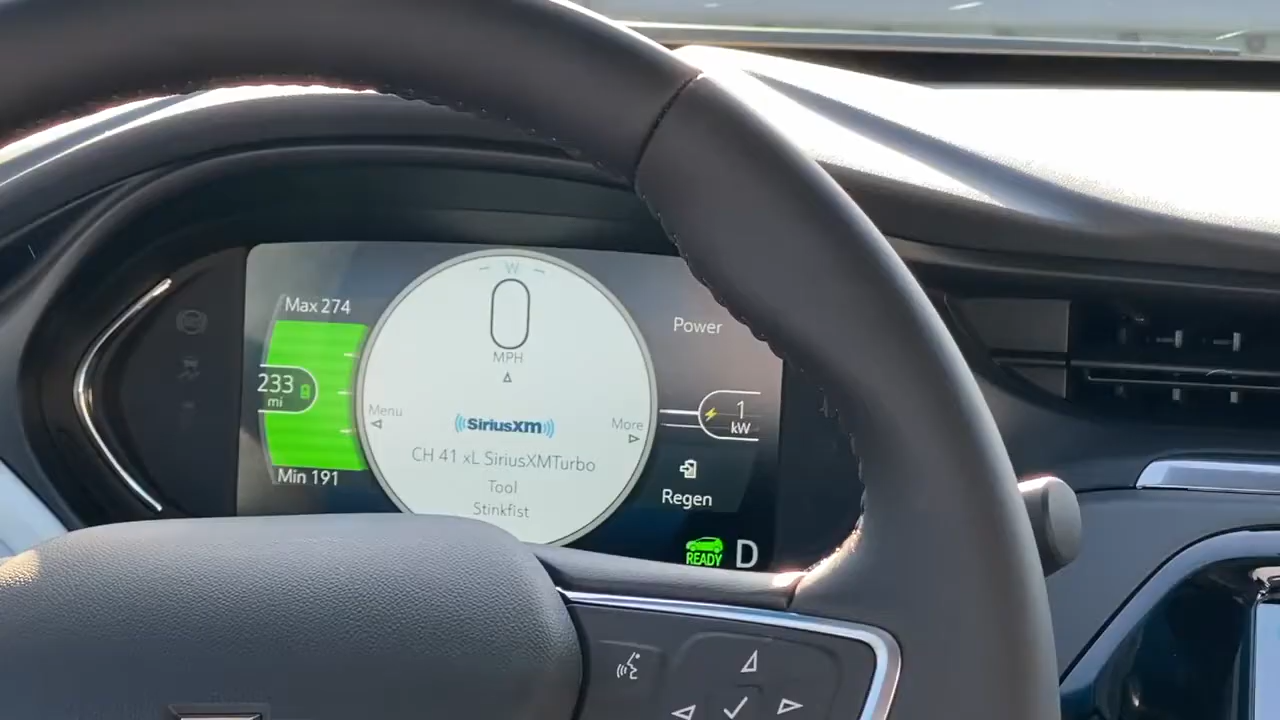 W
0
MPH
Max 274
233
mi
Min 191
Menu
More
SiriusXM
CH 41 xL SiriusXMTurbo
Tool
Stinkfist
Power
1
kW
Regen
READY
D